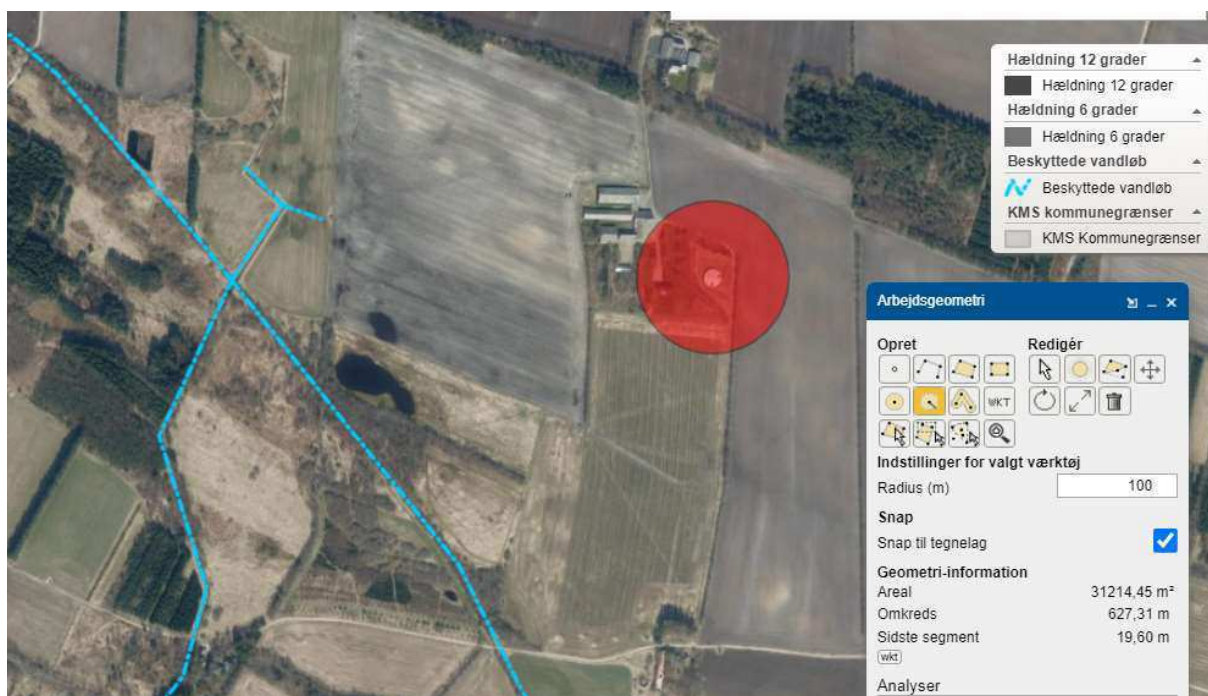 Hældning 12 grader
Hældning 12 grader
Hældning 6 grader
Hældning 6 grader
Beskyttede vandløb
Beskyttede vandløb
KMS kommunegrænser
KMS Kommunegrænser
Arbejdsgeometri
Opret Redigér
WKT
Indstillinger for valgt værktøj
Radius (m) 100
Snap
Snap til tegnelag
Geometri-information
Areal 31214,45 m²
Omkreds 627,31 m
Sidste segment 19,60 m
wkt
Analyser